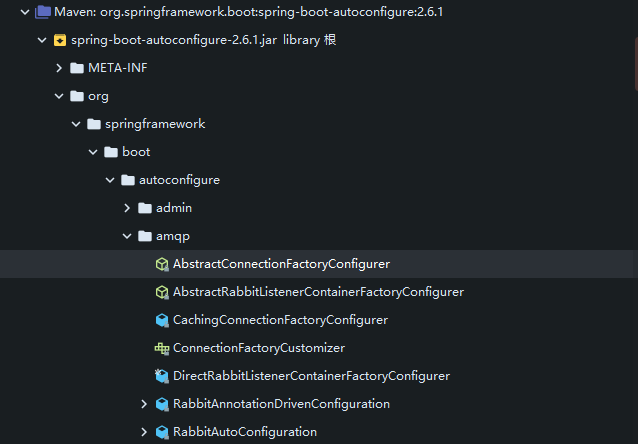 Maven: org.springframework.boot:spring-boot-autoconfigure:2.6.1
spring-boot-autoconfigure-2.6.1.jar library 根
META-INF
org
springframework
boot
autoconfigure
admin
amqp
AbstractConnectionFactoryConfigurer
AbstractRabbitListenerContainerFactoryConfigurer
CachingConnectionFactoryConfigurer
ConnectionFactoryCustomizer
DirectRabbitListenerContainerFactoryConfigurer
RabbitAnnotationDrivenConfiguration
RabbitAutoConfiguration